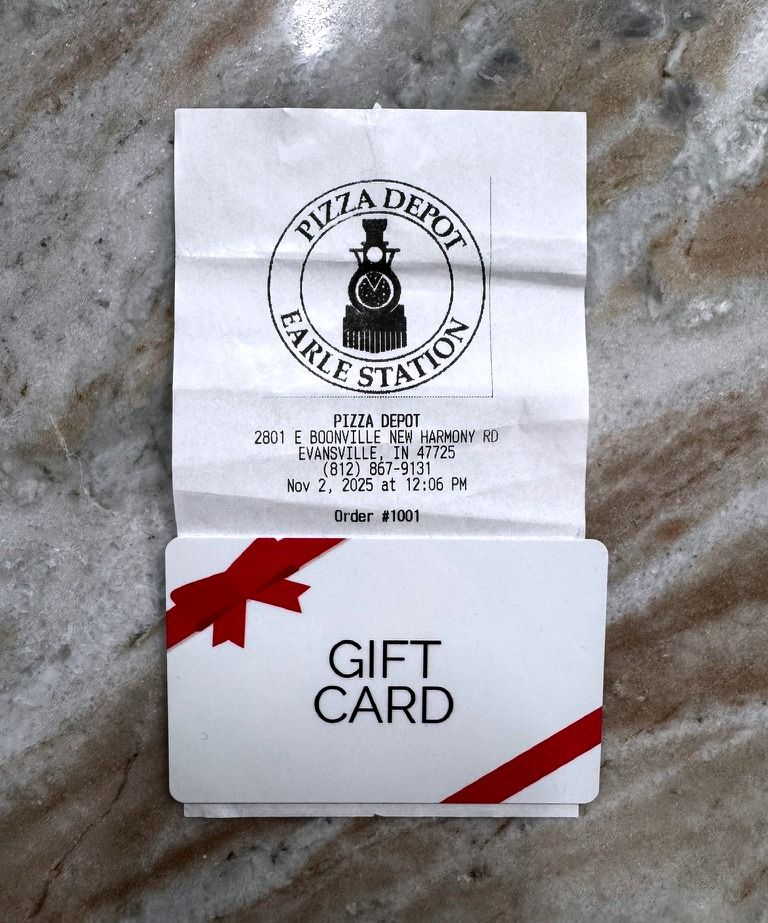 PIZZA DEPOT
EARLE STATION
PIZZA DEPOT
2801 E BOONVILLE NEW HARMONY RD
EVANSVILLE, IN 47725
(812) 867-9131
Nov 2, 2025 at 12:06 PM
Order #1001
GIFT
CARD